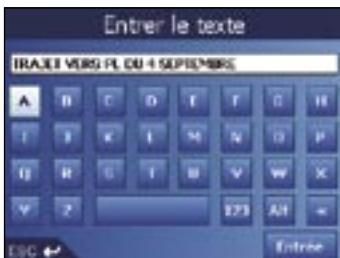 Entrer le texte
TRAJET VERS PL DU 4 SEPTEMBRE
A B C D E F G H
I J K L M N O P
Q R S T U V W X
Y Z 123 Alt
ESC Entrée